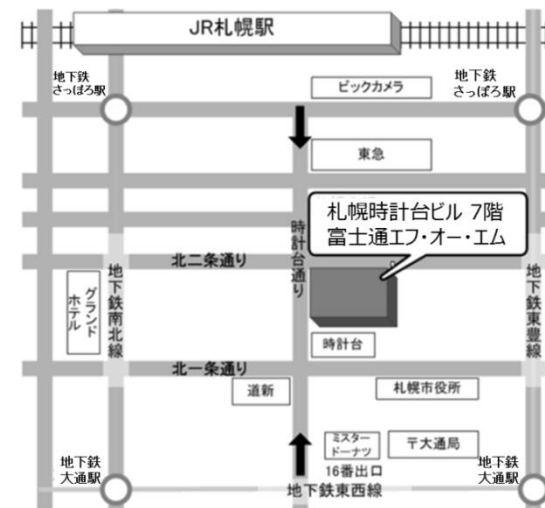 JR札幌駅
地下鉄
さっぽろ駅
ビックカメラ
地下鉄
さっぽろ駅
東急
札幌時計台ビル 7階
富士通エフ・オー・エム
時計台通り
北二条通り
グランド
ホテル
地下鉄南北線
地下鉄東豊線
時計台
北一条通り
道新
札幌市役所
ミスター
ドーナツ
〒大通局
16番出口
地下鉄
大通駅
地下鉄東西線
地下鉄
大通駅